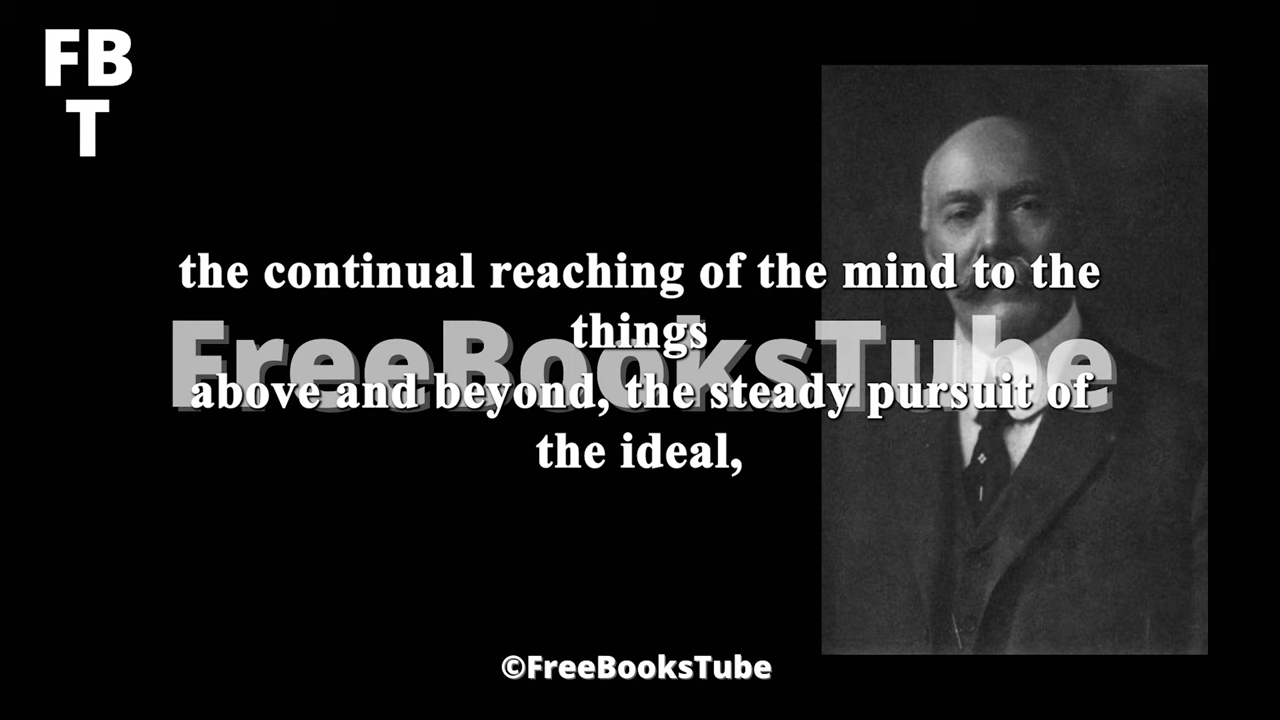 FB
T
the continual reaching of the mind to the
things
FreeBooksTube
above and beyond, the steady pursuit of
the ideal,
©FreeBooksTube